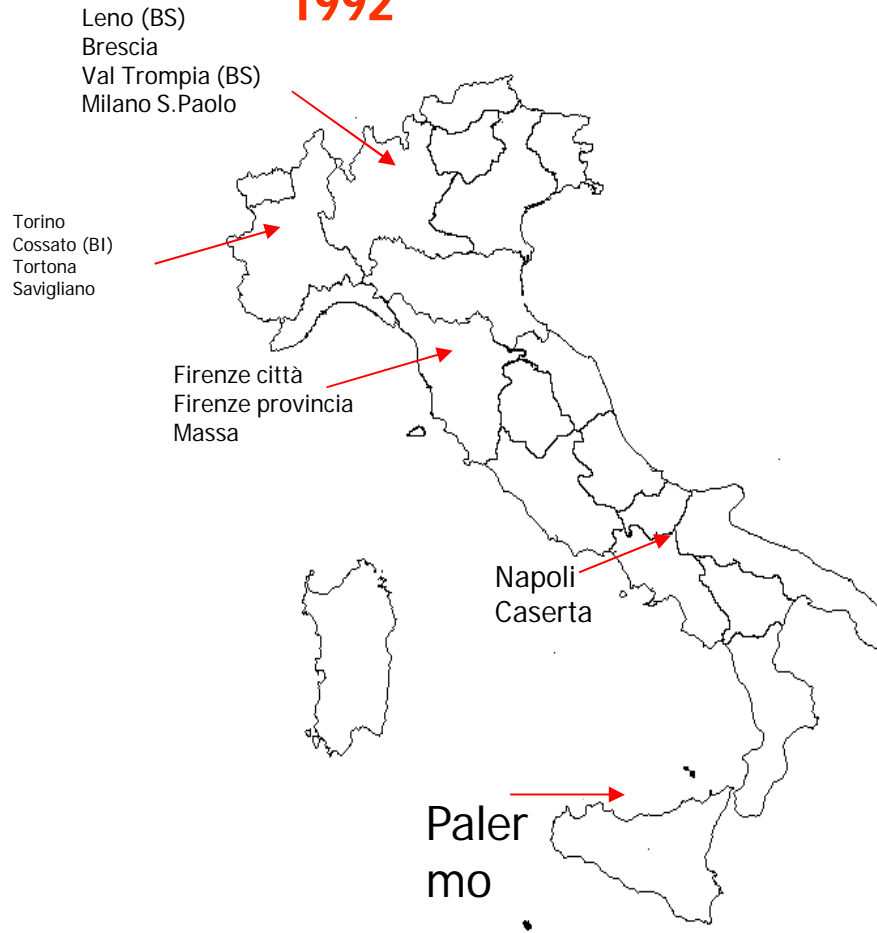 1992
Leno (BS)
Brescia
Val Trompia (BS)
Milano S.Paolo
Torino
Cossato (BI)
Tortona
Savigliano
Firenze città
Firenze provincia
Massa
Napoli
Caserta
Paler
mo